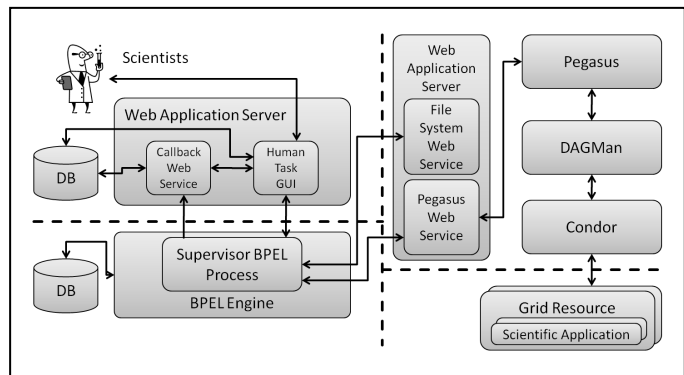 Scientists
Web Application Server
DB
Callback
Web
Service
Human
Task
GUI
DB
Supervisor BPEL
Process
BPEL Engine
Web
Application
Server
File
System
Web
Service
Pegasus
Web
Service
Pegasus
DAGMan
Condor
Grid Resource
Scientific Application